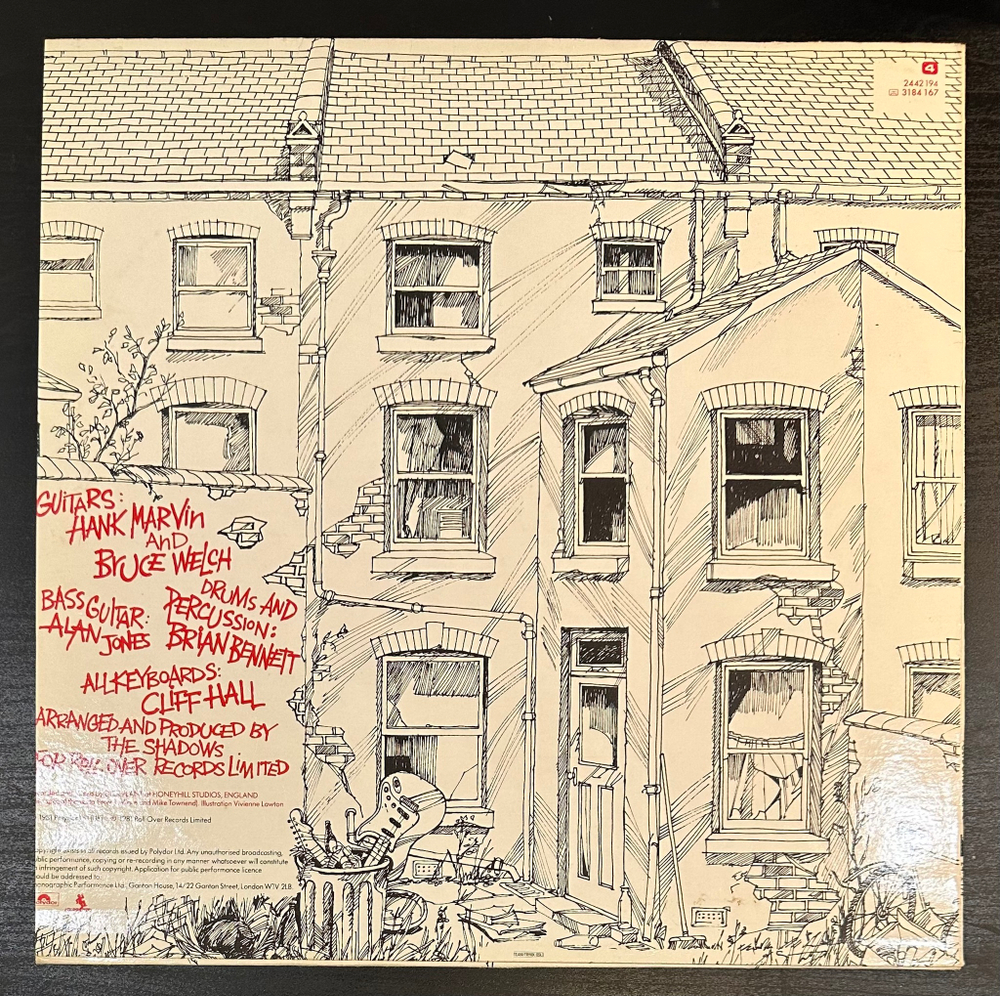 4
2442 194
3184 167
GUITARS:
HANK MARVIN
AND
BRUCE WELCH
BASS GUITAR:
ALAN JONES
DRUMS AND
PERCUSSION:
BRIAN BENNETT
ALL KEYBOARDS:
CLIFF HALL
ARRANGED AND PRODUCED BY
THE SHADOWS
FOR ROLL OVER RECORDS LIMITED
HONEYHILL STUDIOS, ENGLAND
and Mike Townend). Illustration Vivienne Lawton
Roll Over Records Limited
records issued by Polydor Ltd. Any unauthorised broadcasting,
public performance, copying or re-recording in any manner whatsoever will constitute
infringement of such copyright. Application for public performance licence
should be addressed to:
Phonographic Performance Ltd., Ganton House, 14/22 Ganton Street, London W1V 2LB.